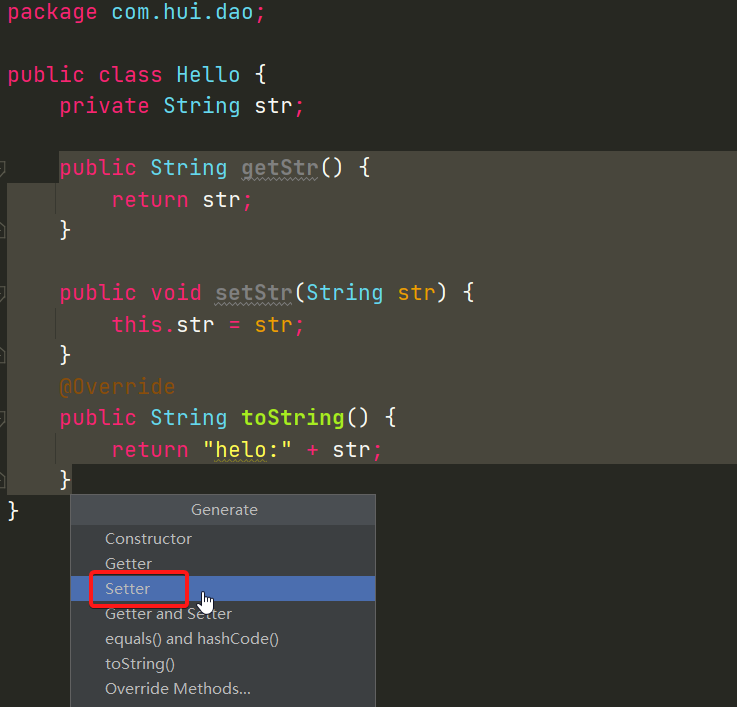 package com.hui.dao;
public class Hello {
private String str;
public String getStr() {
return str;
}
public void setStr(String str) {
this.str = str;
}
@Override
public String toString() {
return "helo:" + str;
}
}
Generate
Constructor
Getter
Setter
Getter and Setter
equals() and hashCode()
toString()
Override Methods...